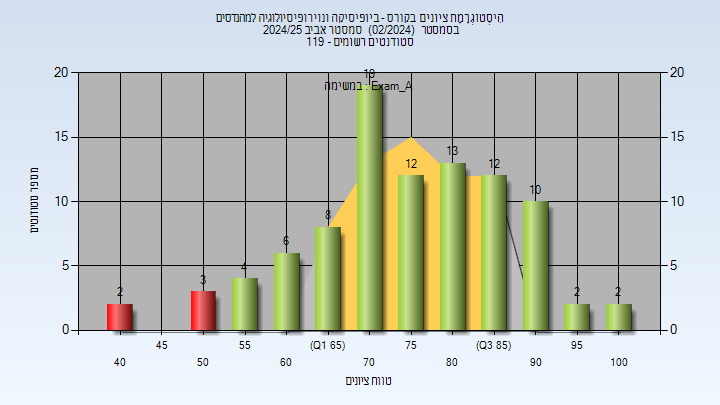 הִיסְטוֹגְרָמַת ציונים בקורס - ביופיסיקה ונוירופיסיולוגיה למהנדסים
בסמסטר (02/2024) סמסטר אביב 2024/25
סטודנטים רשומים - 119
במשימה : Exam_A
מספר סטודנטים
20 15 10 5 0
20 15 10 5 0
2 3 4 6 8 19 12 13 12 10 2 2
45 55 (Q1 65) 75 (Q3 85) 95
40 50 60 70 80 90 100
טווח ציונים